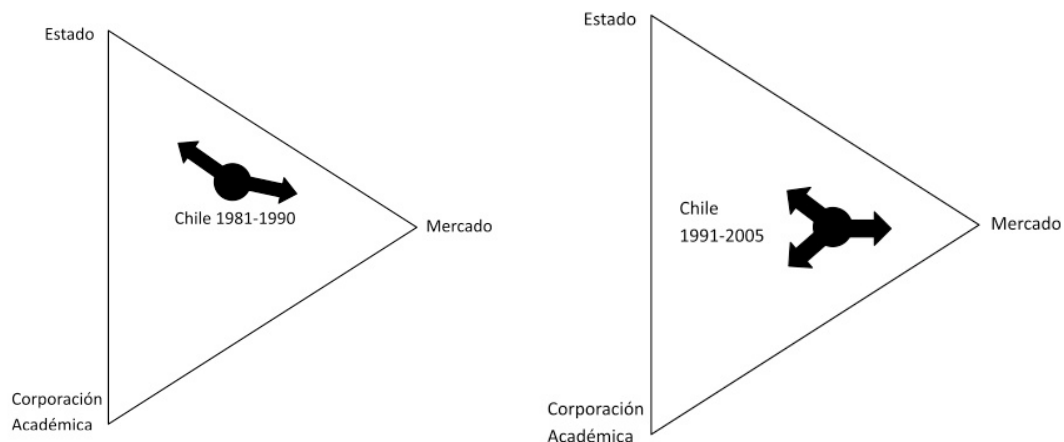 Estado
Chile 1981-1990
Mercado
Corporación
Académica
Estado
Chile
1991-2005
Mercado
Corporación
Académica